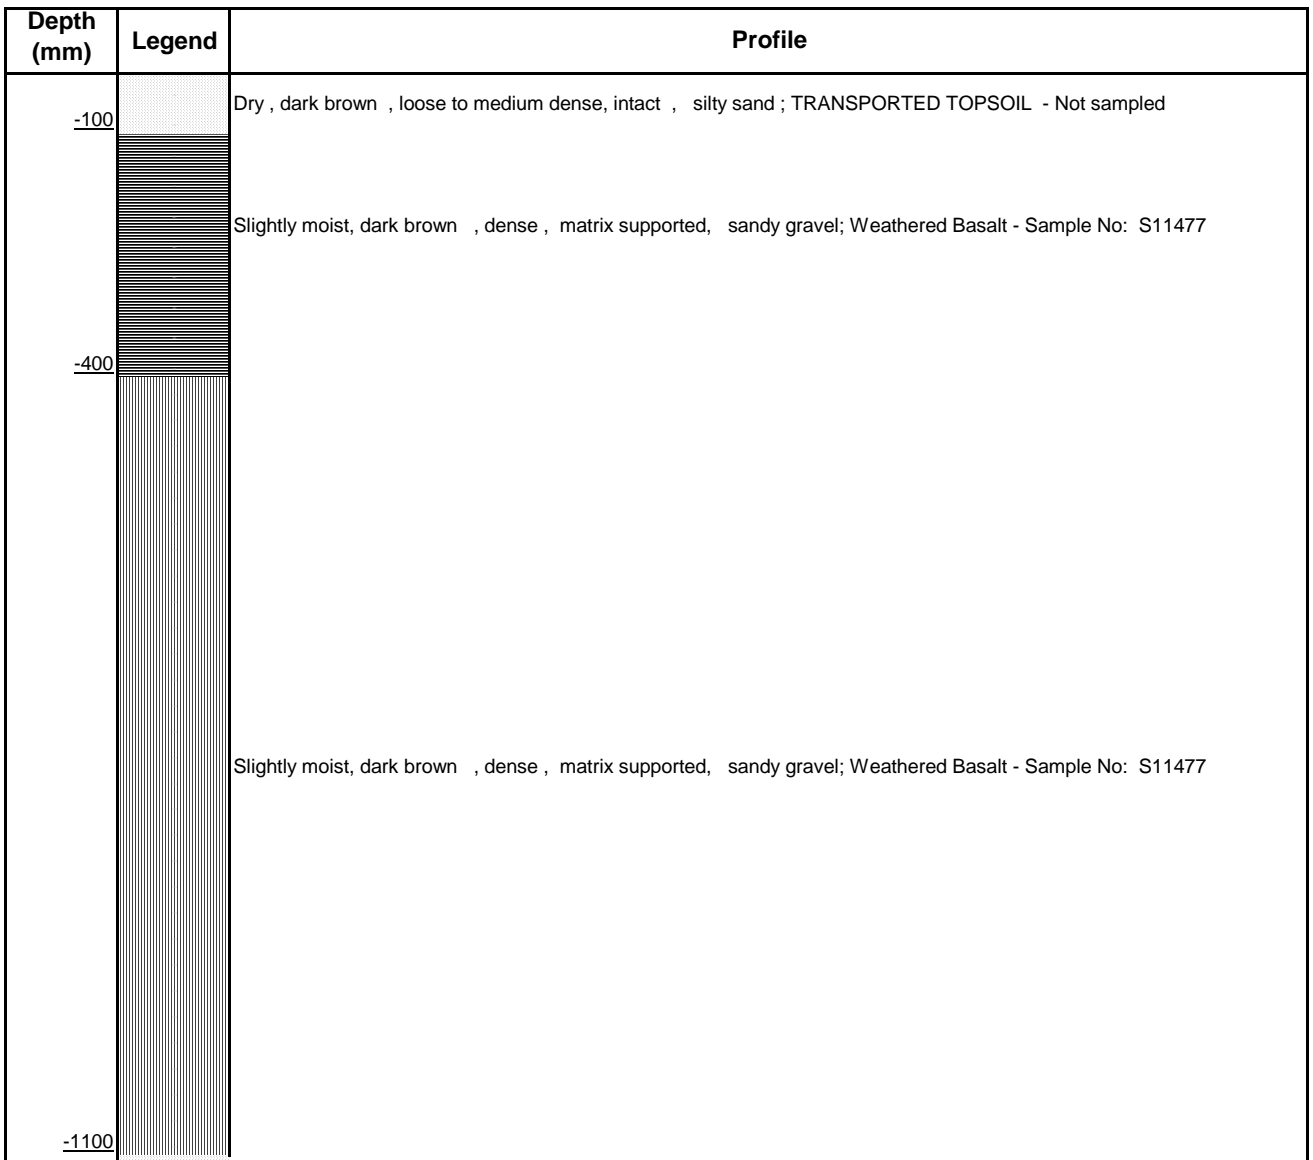 Depth
(mm)
Legend
Profile
Dry , dark brown , loose to medium dense, intact , silty sand ; TRANSPORTED TOPSOIL - Not sampled
-100
Slightly moist, dark brown , dense , matrix supported, sandy gravel; Weathered Basalt - Sample No: S11477
-400
Slightly moist, dark brown , dense , matrix supported, sandy gravel; Weathered Basalt - Sample No: S11477
-1100